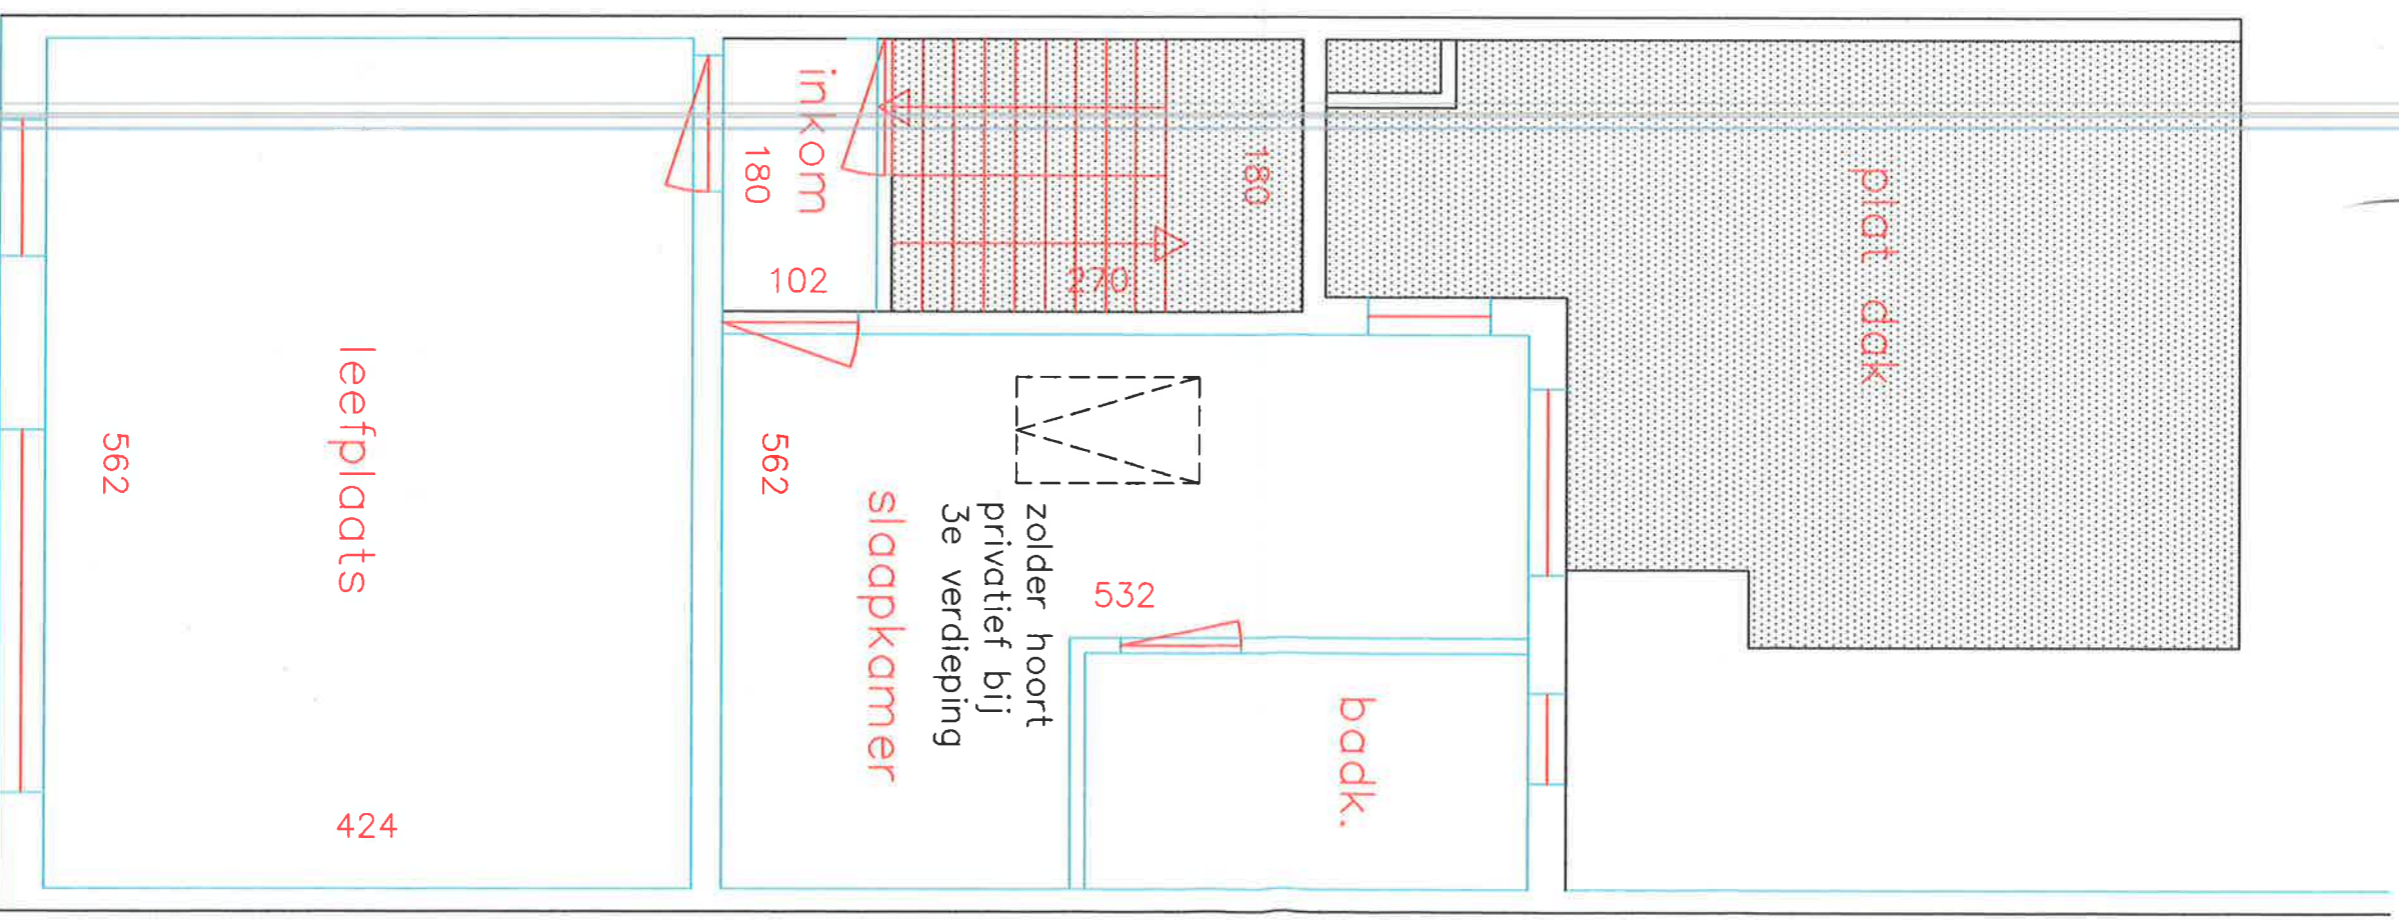 inkom
180
102
180
270
plat dak
leefplaats
562
424
562
slaapkamer
zolder hoort
privatief bij
3e verdieping
532
badk.